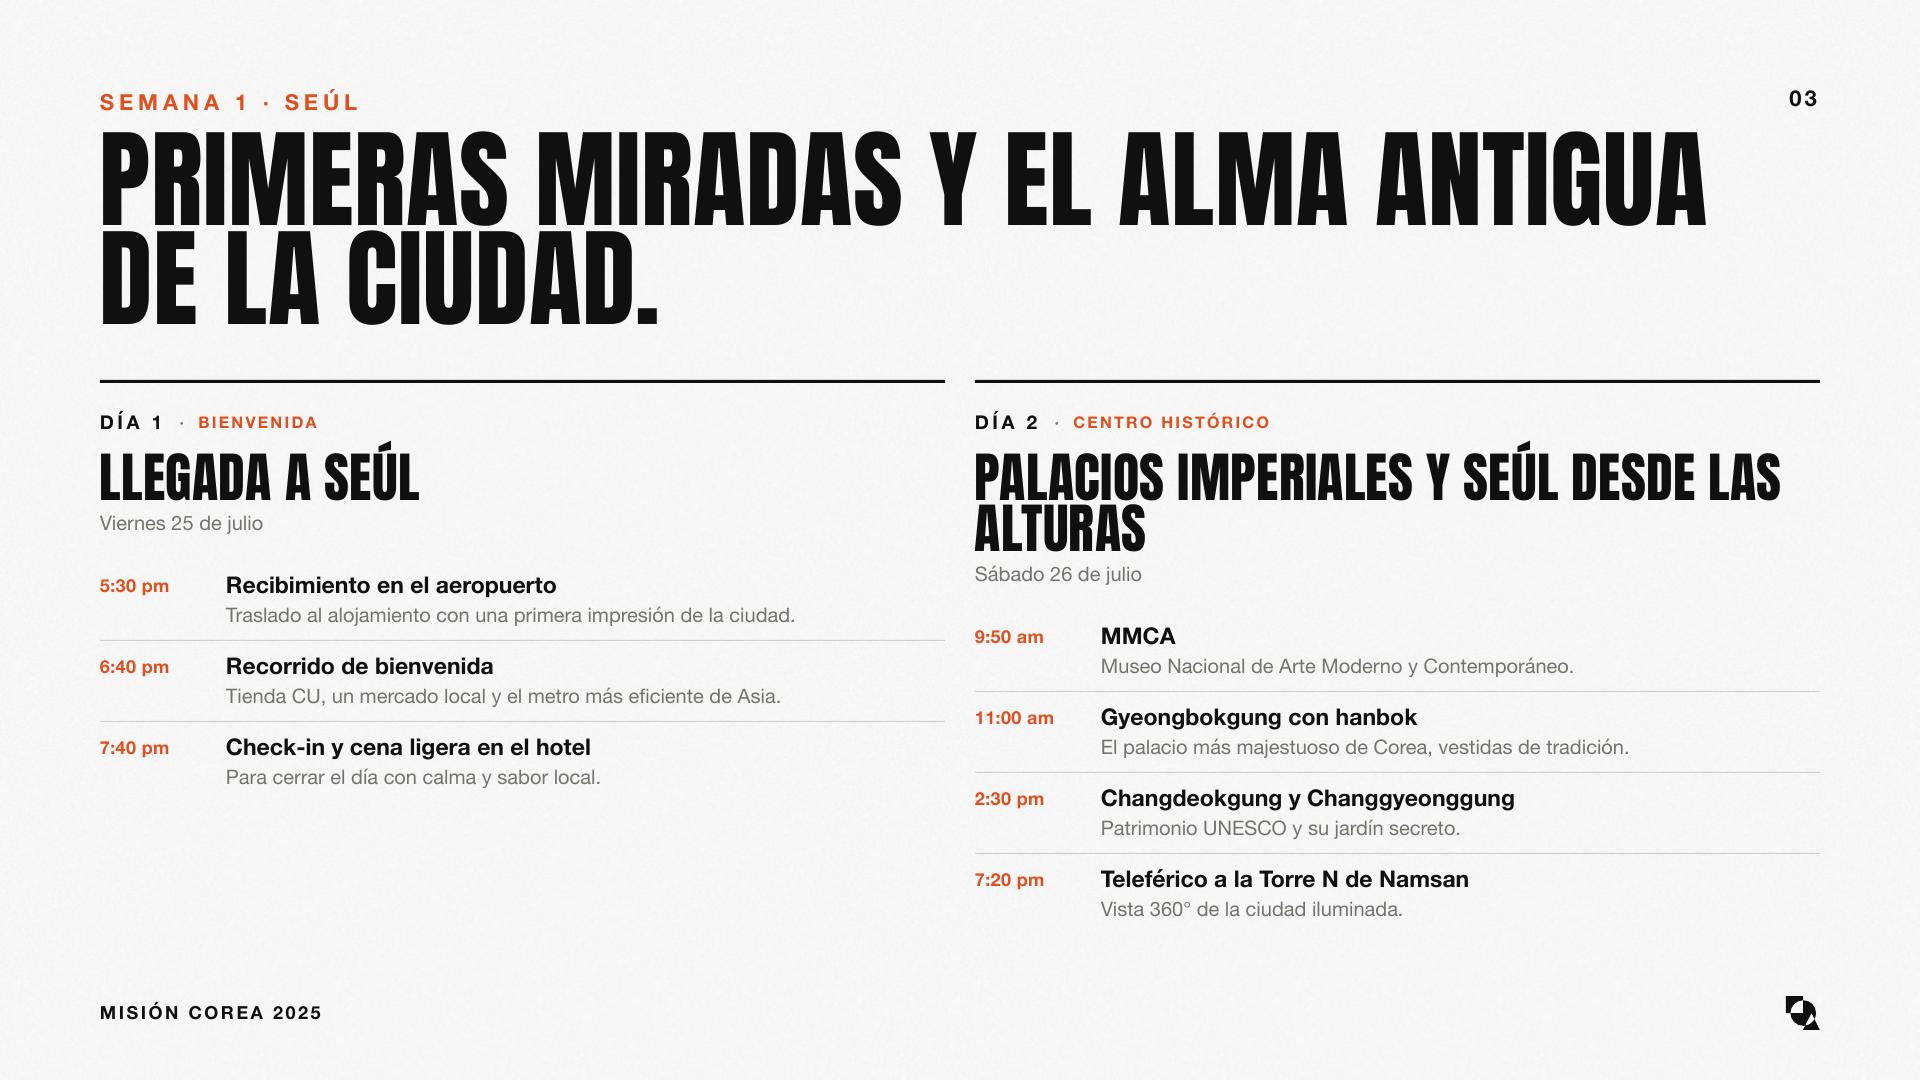 SEMANA 1 · SEÚL
03
PRIMERAS MIRADAS Y EL ALMA ANTIGUA
DE LA CIUDAD.
DÍA 1 · BIENVENIDA
LLEGADA A SEÚL
Viernes 25 de julio
5:30 pm Recibimiento en el aeropuerto
Traslado al alojamiento con una primera impresión de la ciudad.
6:40 pm Recorrido de bienvenida
Tienda CU, un mercado local y el metro más eficiente de Asia.
7:40 pm Check-in y cena ligera en el hotel
Para cerrar el día con calma y sabor local.
DÍA 2 · CENTRO HISTÓRICO
PALACIOS IMPERIALES Y SEÚL DESDE LAS
ALTURAS
Sábado 26 de julio
9:50 am MMCA
Museo Nacional de Arte Moderno y Contemporáneo.
11:00 am Gyeongbokgung con hanbok
El palacio más majestuoso de Corea, vestidas de tradición.
2:30 pm Changdeokgung y Changgyeonggung
Patrimonio UNESCO y su jardín secreto.
7:20 pm Teleférico a la Torre N de Namsan
Vista 360° de la ciudad iluminada.
MISIÓN COREA 2025